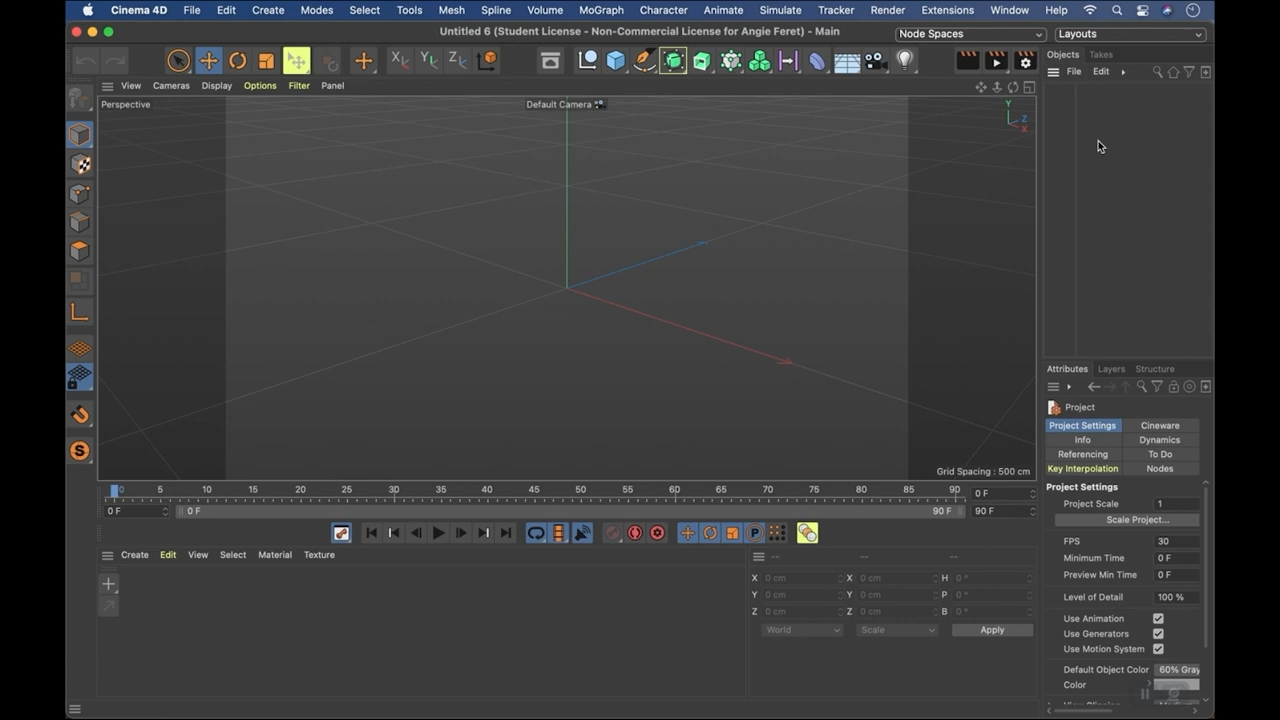 Cinema 4D File Edit Create Modes Select Tools Mesh Spline Volume MoGraph Character Animate Simulate Tracker Render Extensions Window Help
Untitled 6 (Student License - Non-Commercial License for Angie Feret) - Main
Node Spaces Layouts
Objects Takes
File Edit
View Cameras Display Options Filter Panel
Perspective
Default Camera
Y
Z
X
Grid Spacing : 500 cm
Attributes Layers Structure
Project
Project Settings Cineware
Info Dynamics
Referencing To Do
Key Interpolation Nodes
Project Settings
Project Scale 1
Scale Project...
FPS 30
Minimum Time 0 F
Preview Min Time 0 F
Level of Detail 100 %
Use Animation
Use Generators
Use Motion System
Default Object Color 60% Gray
Color
0 5 10 15 20 25 30 35 40 45 50 55 60 65 70 75 80 85 90 0 F
0 F 0 F 90 F 90 F
P
Create Edit View Select Material Texture
-- -- --
X 0 cm X 0 cm H 0 °
Y 0 cm Y 0 cm P 0 °
Z 0 cm Z 0 cm B 0 °
World Scale Apply